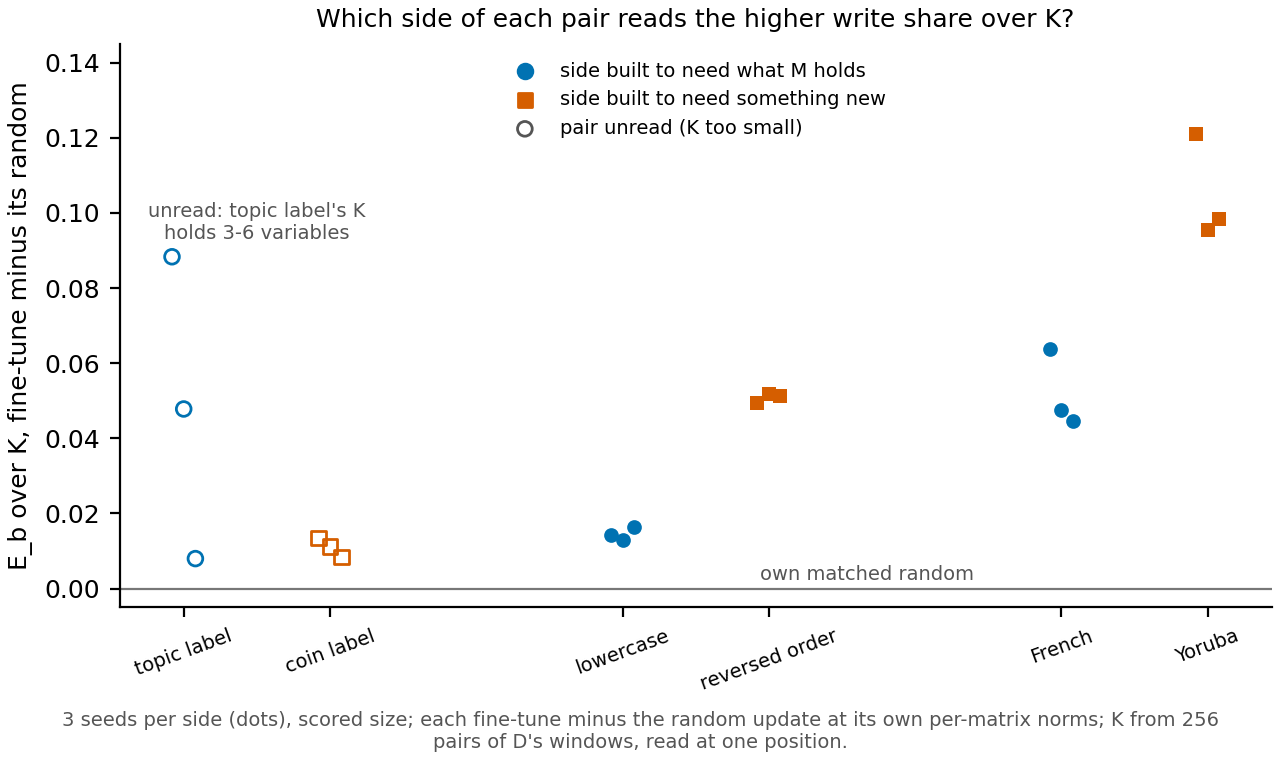 Which side of each pair reads the higher write share over K?
E_b over K, fine-tune minus its random
0.14
0.12
0.10
0.08
0.06
0.04
0.02
0.00
side built to need what M holds
side built to need something new
pair unread (K too small)
unread: topic label's K
holds 3-6 variables
own matched random
topic label
coin label
lowercase
reversed order
French
Yoruba
3 seeds per side (dots), scored size; each fine-tune minus the random update at its own per-matrix norms; K from 256
pairs of D's windows, read at one position.